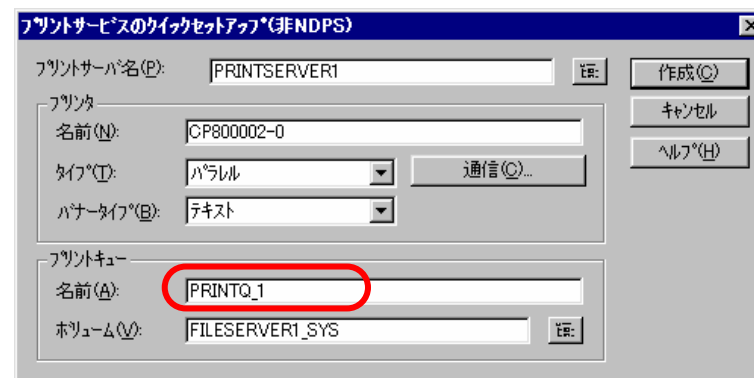 プリントサービスのクイックセットアップ(非NDPS)
プリントサーバ名(P): PRINTSERVER1
作成(C)
プリンタ
キャンセル
名前(N): CP800002-0
ヘルプ(H)
タイプ(T): パラレル 通信(C)...
バナータイプ(B): テキスト
プリントキュー
名前(A): PRINTQ_1
ボリューム(V): FILESERVER1_SYS